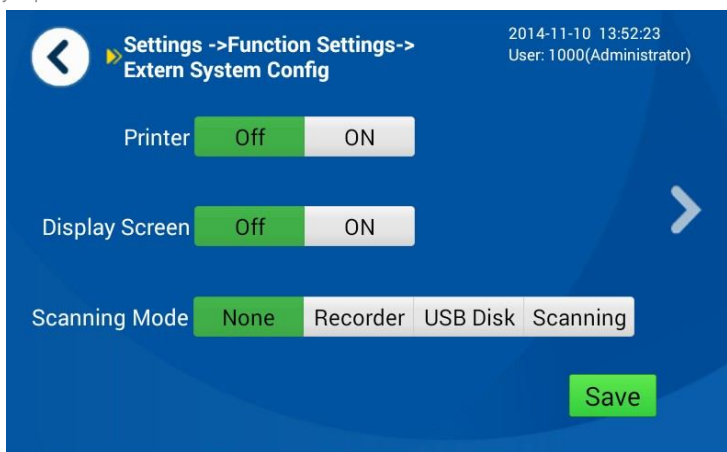 Settings ->Function Settings->
Extern System Config
2014-11-10 13:52:23
User: 1000(Administrator)
Printer Off ON
Display Screen Off ON
Scanning Mode None Recorder USB Disk Scanning
Save